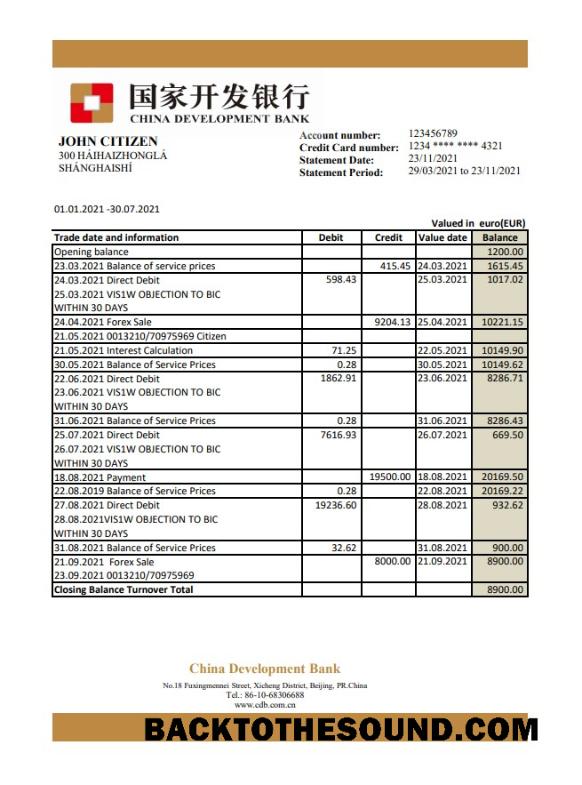 国家开发银行
CHINA DEVELOPMENT BANK
JOHN CITIZEN
300 HÁIHAIZHONGLÁ
SHÁNGHAISHÍ
Account number: 123456789
Credit Card number: 1234 **** **** 4321
Statement Date: 23/11/2021
Statement Period: 29/03/2021 to 23/11/2021
01.01.2021 -30.07.2021
Valued in euro(EUR)
Trade date and information Debit Credit Value date Balance
Opening balance 1200.00
23.03.2021 Balance of service prices 415.45 24.03.2021 1615.45
24.03.2021 Direct Debit 598.43 25.03.2021 1017.02
25.03.2021 VIS1W OBJECTION TO BIC
WITHIN 30 DAYS
24.04.2021 Forex Sale 9204.13 25.04.2021 10221.15
21.05.2021 0013210/70975969 Citizen
21.05.2021 Interest Calculation 71.25 22.05.2021 10149.90
30.05.2021 Balance of Service Prices 0.28 30.05.2021 10149.62
22.06.2021 Direct Debit 1862.91 23.06.2021 8286.71
23.06.2021 VIS1W OBJECTION TO BIC
WITHIN 30 DAYS
31.06.2021 Balance of Service Prices 0.28 31.06.2021 8286.43
25.07.2021 Direct Debit 7616.93 26.07.2021 669.50
26.07.2021 VIS1W OBJECTION TO BIC
WITHIN 30 DAYS
18.08.2021 Payment 19500.00 18.08.2021 20169.50
22.08.2019 Balance of Service Prices 0.28 22.08.2021 20169.22
27.08.2021 Direct Debit 19236.60 28.08.2021 932.62
28.08.2021VIS1W OBJECTION TO BIC
WITHIN 30 DAYS
31.08.2021 Balance of Service Prices 32.62 31.08.2021 900.00
21.09.2021 Forex Sale 8000.00 21.09.2021 8900.00
23.09.2021 0013210/70975969
Closing Balance Turnover Total 8900.00
China Development Bank
No.18 Fuxingmennei Street, Xicheng District, Beijing, PR.China
Tel.: 86-10-68306688
www.cdb.com.cn
BACKTOTHESOUND.COM